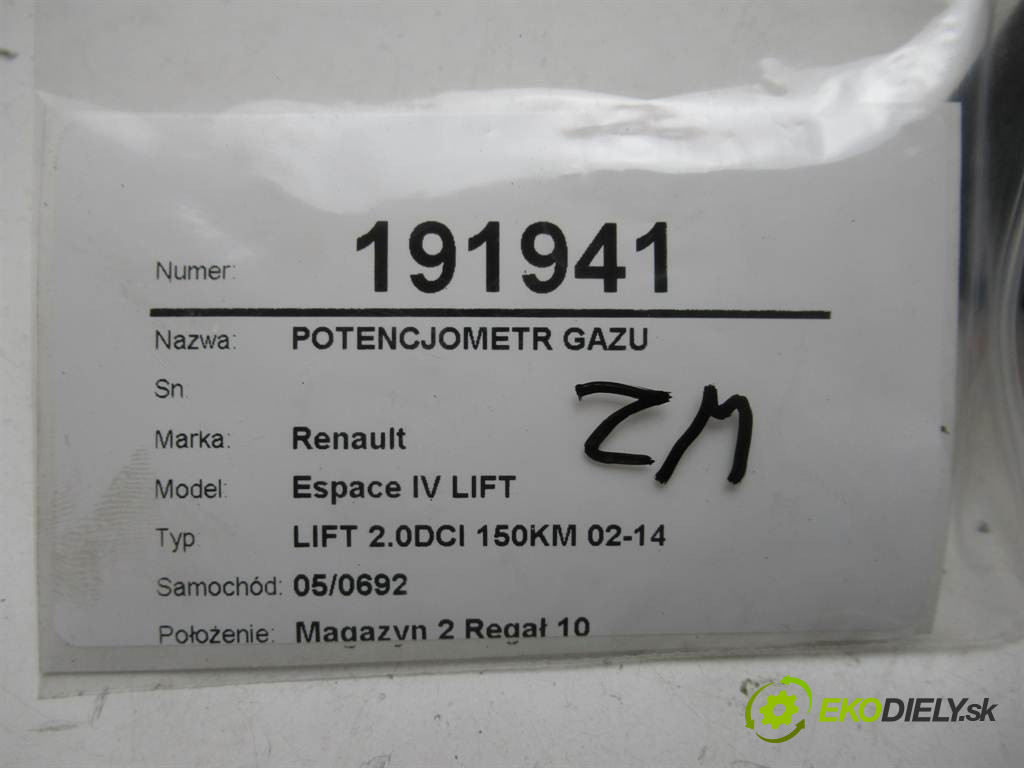 Numer: 191941
Nazwa: POTENCJOMETR GAZU
Sn
ZM
Marka: Renault
Model: Espace IV LIFT
Typ LIFT 2.0DCI 150KM 02-14
Samochód: 05/0692
Położenie: Magazyn 2 Regał 10
EKODIELY.sk